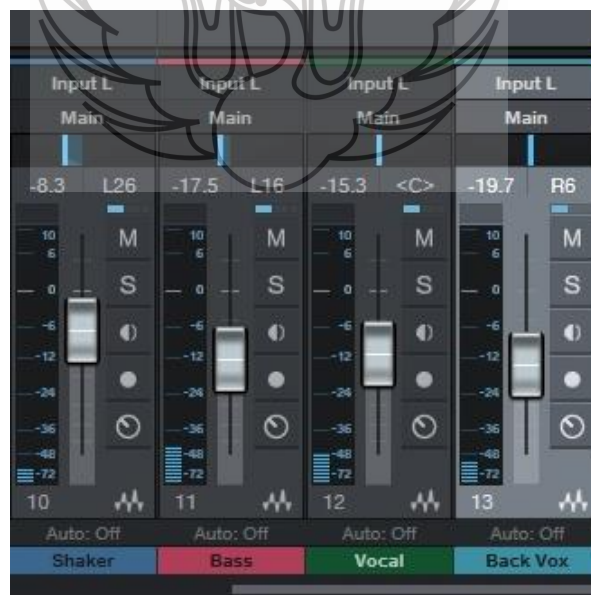 Input L Input L Input L Input L
Main Main Main Main
-8.3 L26 -17.5 L16 -15.3 <C> -19.7 R6
10 M 10 M 10 M 10 M
6 6 6 6
0 S 0 S 0 S 0 S
-6 -6 -6 -6
-12 -12 -12 -12
-24 -24 -24 -24
-36 -36 -36 -36
-48 -48 -48 -48
-72 -72 -72 -72
10 11 12 13
Auto: Off Auto: Off Auto: Off Auto: Off
Shaker Bass Vocal Back Vox